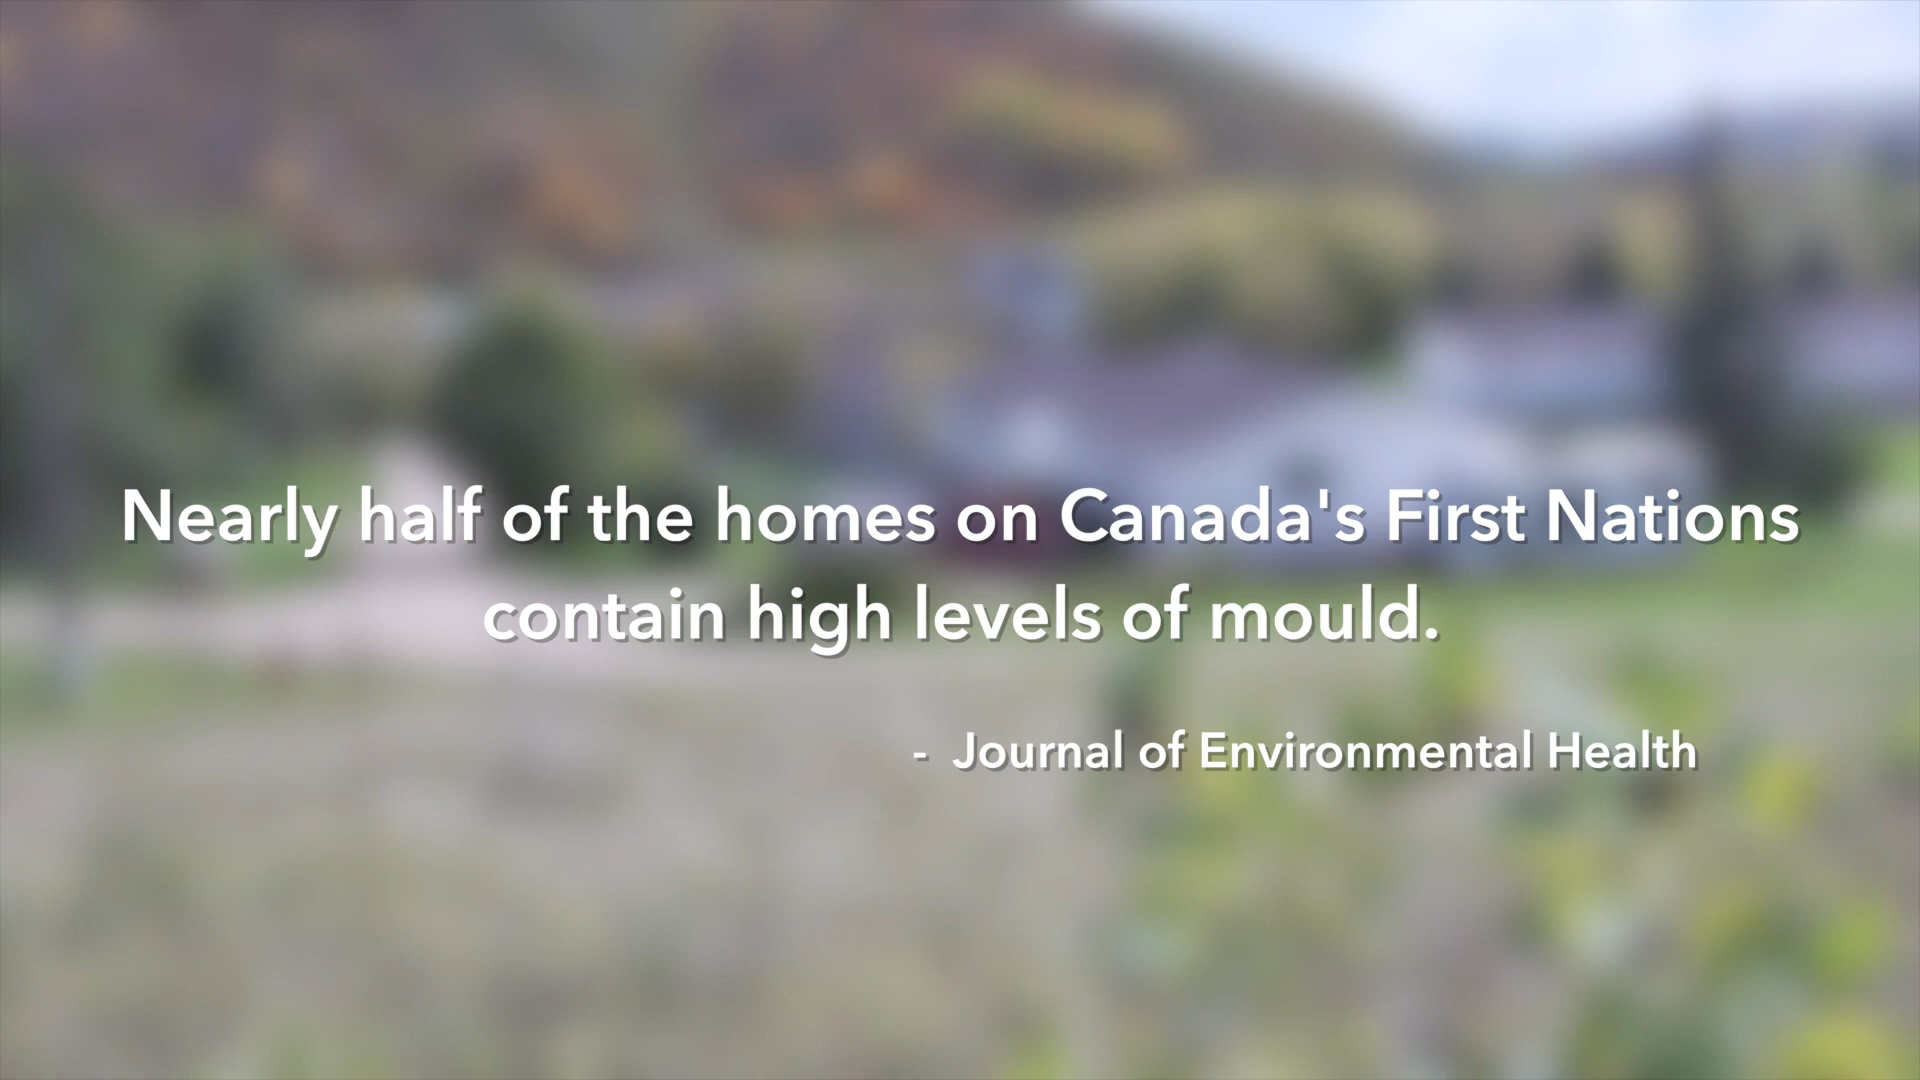 Nearly half of the homes on Canada's First Nations
contain high levels of mould.
- Journal of Environmental Health